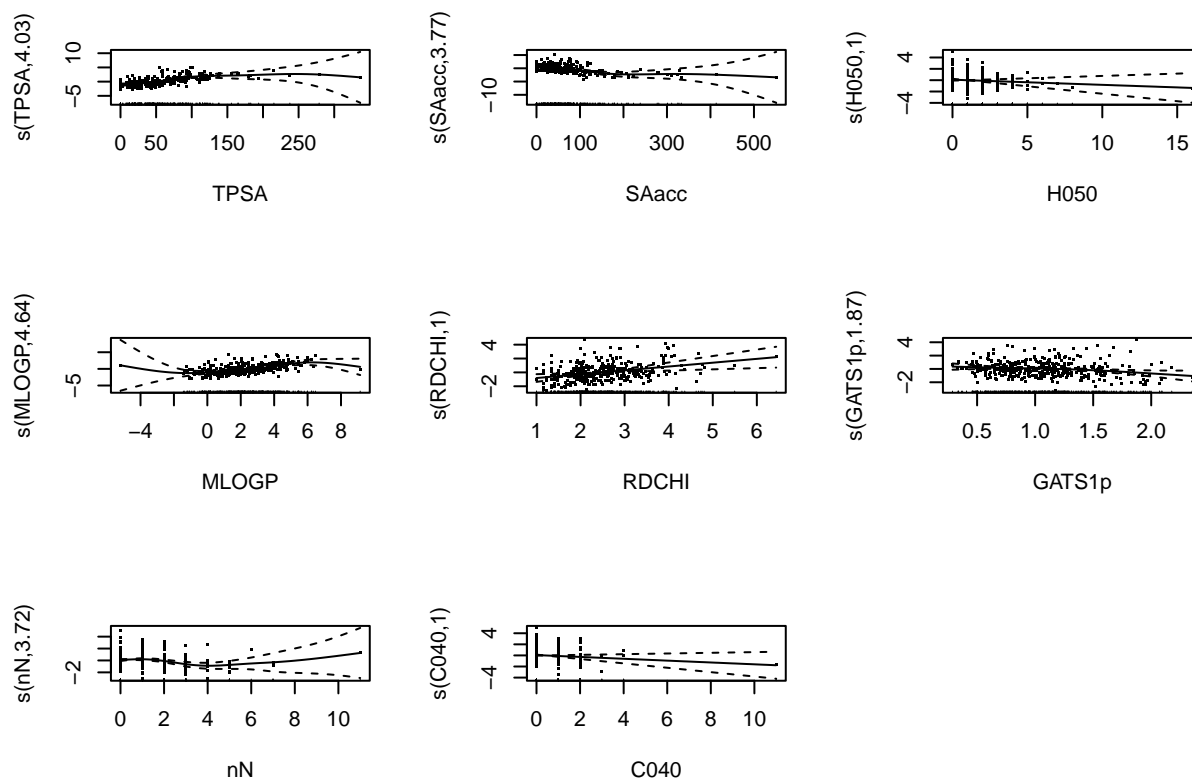 s(TPSA,4.03)
−5
10
0 50 150 250
TPSA
s(SAacc,3.77)
−10
0 100 300 500
SAacc
s(H050,1)
−4
4
0 5 10 15
H050
s(MLOGP,4.64)
−5
−4 0 2 4 6 8
MLOGP
s(RDCHI,1)
−2
4
1 2 3 4 5 6
RDCHI
s(GATS1p,1.87)
−2
4
0.5 1.0 1.5 2.0
GATS1p
s(nN,3.72)
−2
0 2 4 6 8 10
nN
s(C040,1)
−4
4
0 2 4 6 8 10
C040